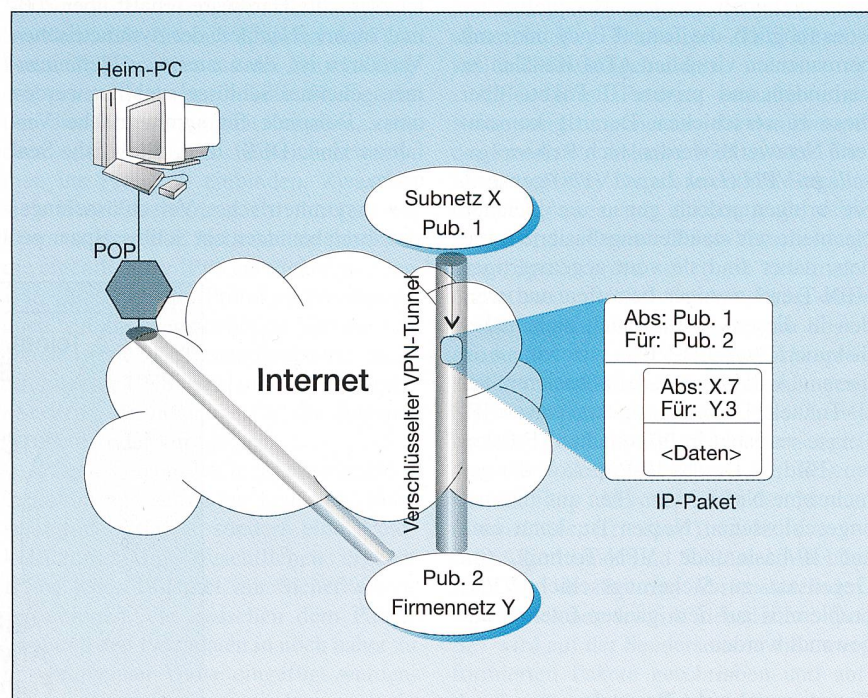 Heim-PC
POP
Internet
Subnetz X
Pub. 1
Verschlüsselter VPN-Tunnel
Pub. 2
Firmennetz Y
Abs: Pub. 1
Für: Pub. 2
Abs: X.7
Für: Y.3
<Daten>
IP-Paket